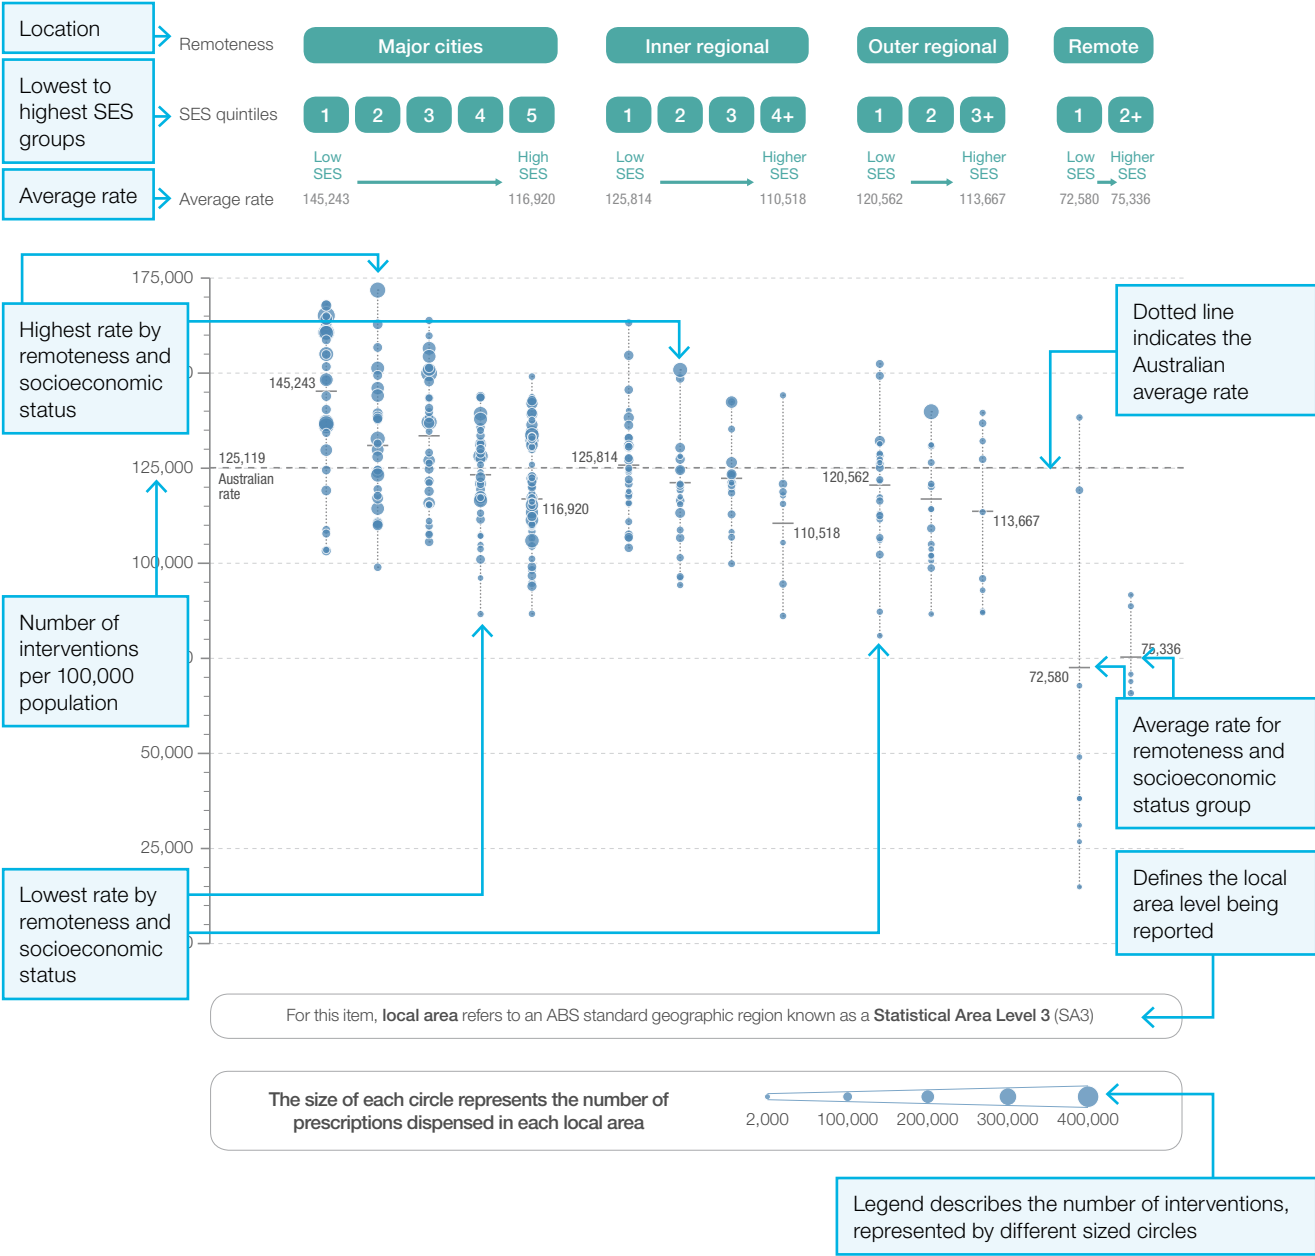 Location
Remoteness
Major cities
Inner regional
Outer regional
Remote
Lowest to
highest SES
groups
SES quintiles
1 2 3 4 5
1 2 3 4+
1 2 3+
1 2+
Low
SES
High
SES
Low
SES
Higher
SES
Low
SES
Higher
SES
Low
SES
Higher
SES
Average rate
Average rate
145,243
116,920
125,814
110,518
120,562
113,667
72,580
75,336
175,000
Highest rate by
remoteness and
socioeconomic
status
Dotted line
indicates the
Australian
average rate
145,243
125,119
Australian
rate
125,000
125,814
120,562
116,920
110,518
113,667
100,000
Number of
interventions
per 100,000
population
75,336
72,580
Average rate for
remoteness and
socioeconomic
status group
50,000
25,000
Lowest rate by
remoteness and
socioeconomic
status
Defines the local
area level being
reported
For this item, local area refers to an ABS standard geographic region known as a Statistical Area Level 3 (SA3)
The size of each circle represents the number of
prescriptions dispensed in each local area
2,000 100,000 200,000 300,000 400,000
Legend describes the number of interventions,
represented by different sized circles